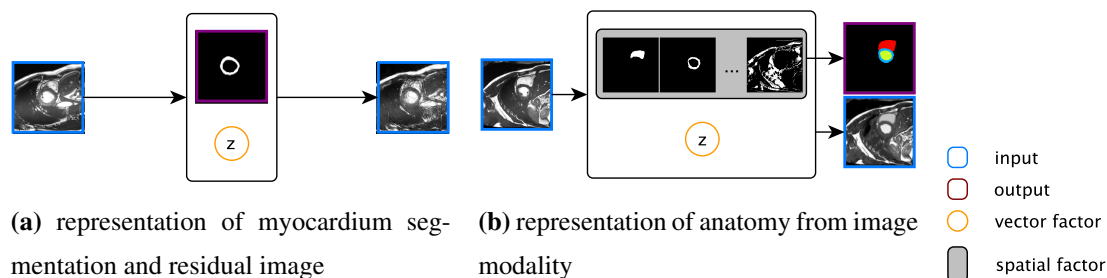 z
z
...
(a) representation of myocardium seg-
mentation and residual image
(b) representation of anatomy from image
modality
input
output
vector factor
spatial factor